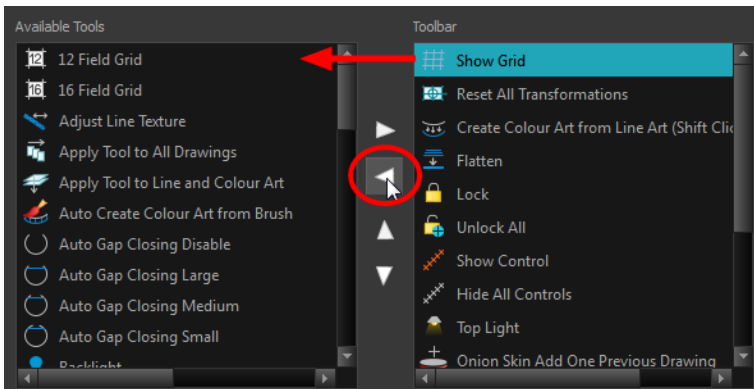 Available Tools
12 12 Field Grid
16 16 Field Grid
Adjust Line Texture
Apply Tool to All Drawings
Apply Tool to Line and Colour Art
Auto Create Colour Art from Brush
Auto Gap Closing Disable
Auto Gap Closing Large
Auto Gap Closing Medium
Auto Gap Closing Small
Backlight
Toolbar
Show Grid
Reset All Transformations
Create Colour Art from Line Art (Shift Clic
Flatten
Lock
Unlock All
Show Control
Hide All Controls
Top Light
Onion Skin Add One Previous Drawing